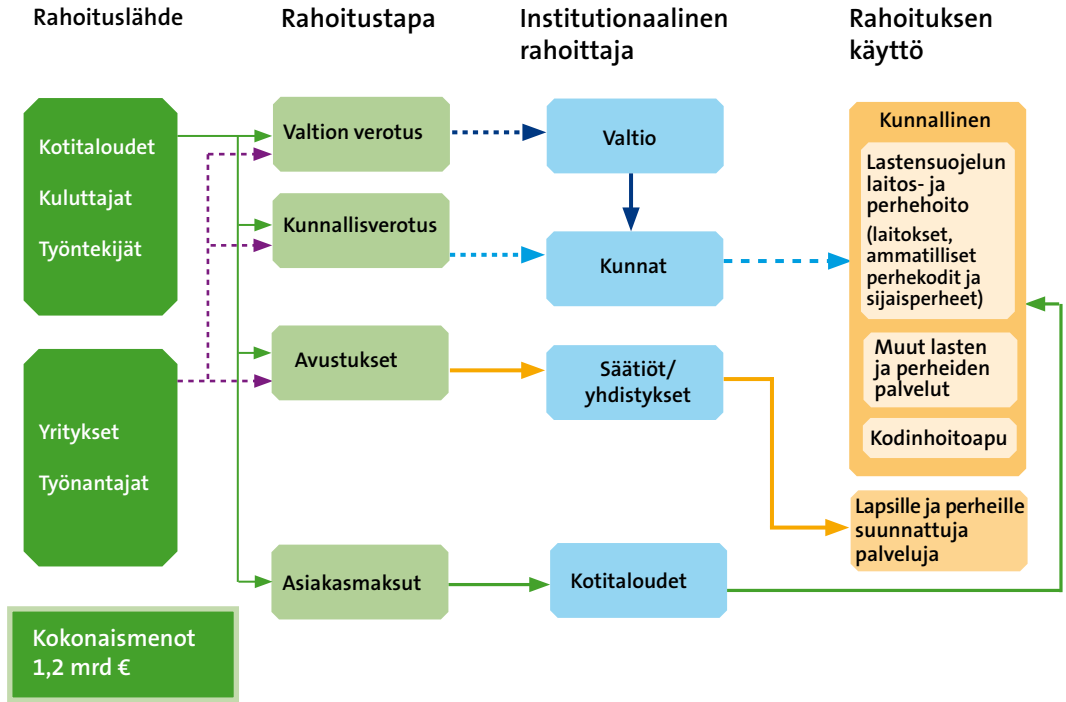 Rahoituslähde
Rahoitustapa
Institutionaalinen
rahoittaja
Rahoituksen
käyttö
Kotitaloudet
Kuluttajat
Työntekijät
Yritykset
Työnantajat
Kokonaismenot
1,2 mrd €
Valtion verotus
Kunnallisverotus
Avustukset
Asiakasmaksut
Valtio
Kunnat
Säätiöt/
yhdistykset
Kotitaloudet
Kunnallinen
Lastensuojelun
laitos- ja
perhehoito
(laitokset,
ammatilliset
perhekodit ja
sijaisperheet)
Muut lasten
ja perheiden
palvelut
Kodinhoitoapu
Lapsille ja perheille
suunnattuja
palveluja